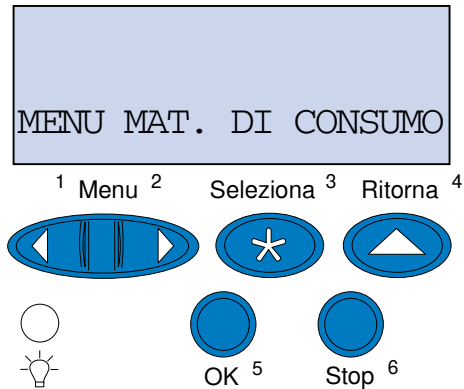 MENU MAT. DI CONSUMO
1 Menu 2 Seleziona 3 Ritorna 4
OK 5 Stop 6